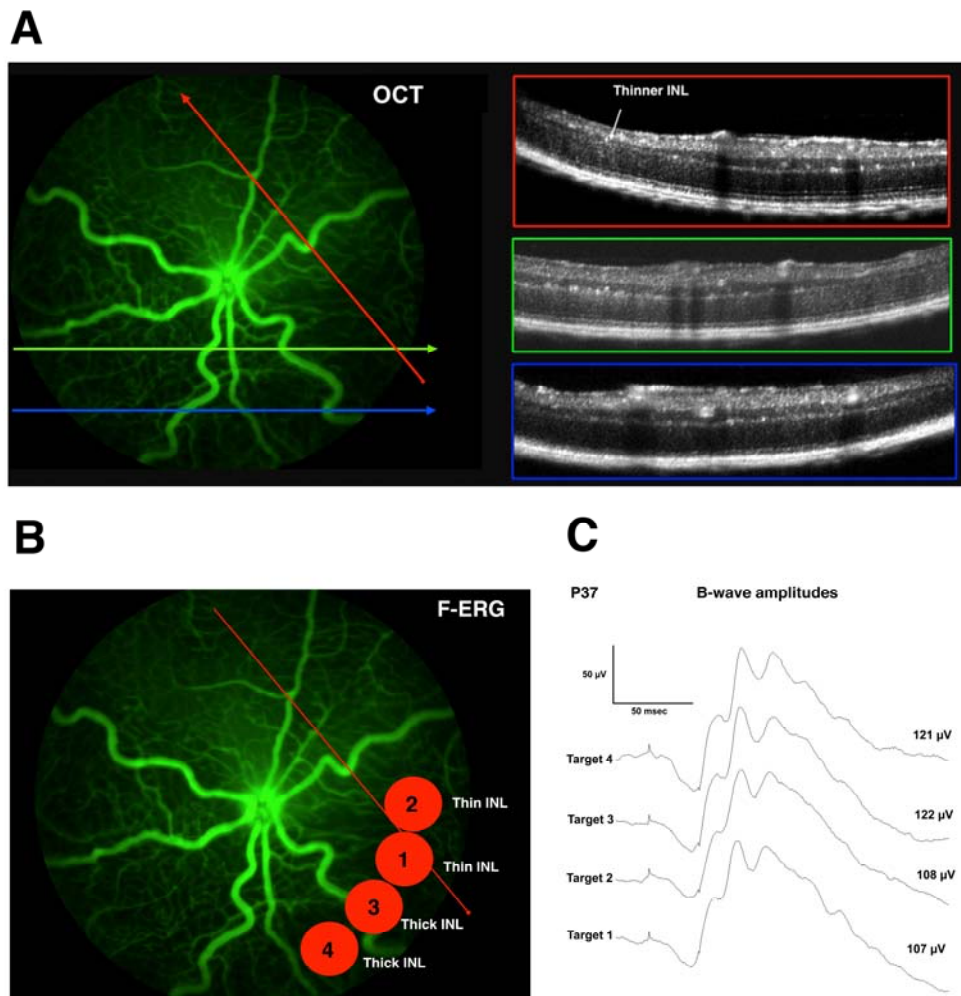 A
OCT
Thinner INL
B
F-ERG
2
Thin INL
1
Thin INL
3
Thick INL
4
Thick INL
C
P37 B-wave amplitudes
50 µV
50 msec
Target 4 121 µV
Target 3 122 µV
Target 2 108 µV
Target 1 107 µV